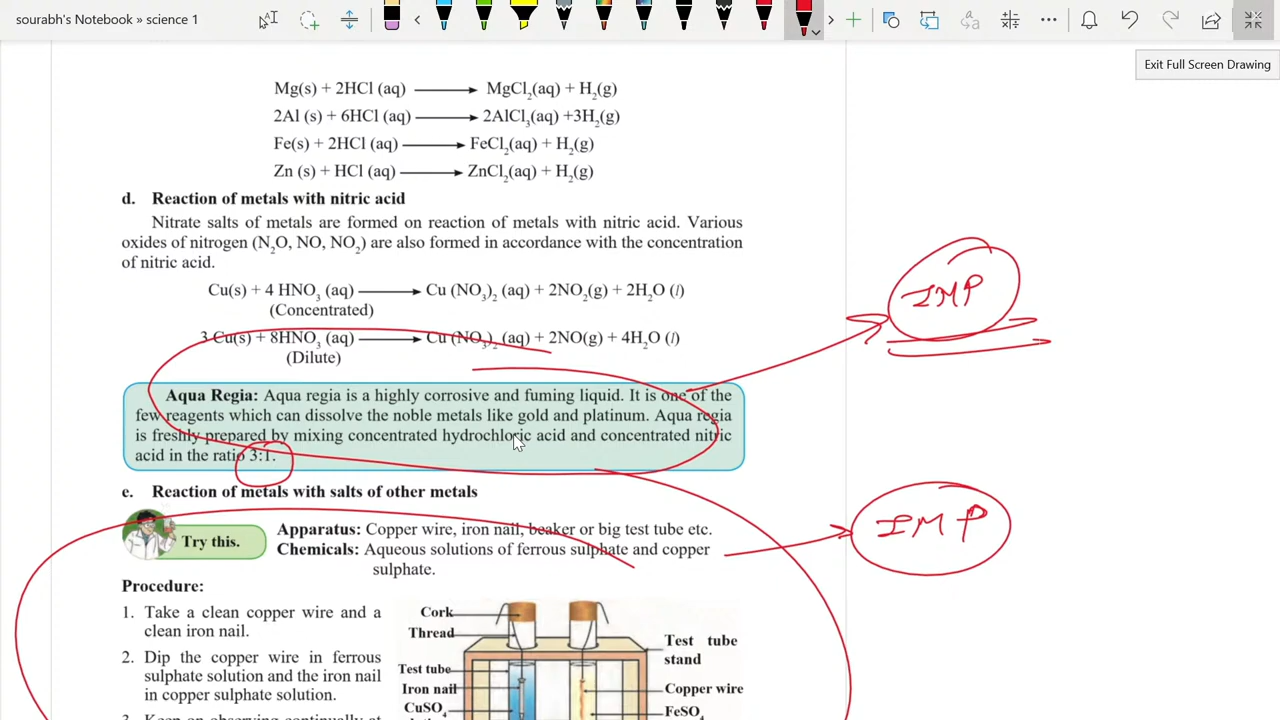 sourabh's Notebook » science 1
Exit Full Screen Drawing
Mg(s) + 2HCl (aq) ⟶ MgCl₂(aq) + H₂(g)
2Al (s) + 6HCl (aq) ⟶ 2AlCl₃(aq) +3H₂(g)
Fe(s) + 2HCl (aq) ⟶ FeCl₂(aq) + H₂(g)
Zn (s) + HCl (aq) ⟶ ZnCl₂(aq) + H₂(g)
d. Reaction of metals with nitric acid
Nitrate salts of metals are formed on reaction of metals with nitric acid. Various
oxides of nitrogen (N₂O, NO, NO₂) are also formed in accordance with the concentration
of nitric acid.
Cu(s) + 4 HNO₃ (aq) ⟶ Cu (NO₃)₂ (aq) + 2NO₂(g) + 2H₂O (l)
(Concentrated)
3 Cu(s) + 8HNO₃ (aq) ⟶ Cu (NO₃)₂ (aq) + 2NO(g) + 4H₂O (l)
(Dilute)
IMP
Aqua Regia: Aqua regia is a highly corrosive and fuming liquid. It is one of the
few reagents which can dissolve the noble metals like gold and platinum. Aqua regia
is freshly prepared by mixing concentrated hydrochloric acid and concentrated nitric
acid in the ratio 3:1.
e. Reaction of metals with salts of other metals
IMP
Try this.
Apparatus: Copper wire, iron nail, beaker or big test tube etc.
Chemicals: Aqueous solutions of ferrous sulphate and copper
sulphate.
Procedure:
1. Take a clean copper wire and a
clean iron nail.
2. Dip the copper wire in ferrous
sulphate solution and the iron nail
in copper sulphate solution.
3. Keep on observing continually at
Cork
Thread
Test tube
Iron nail
CuSO₄
Test tube
stand
Copper wire
FeSO₄